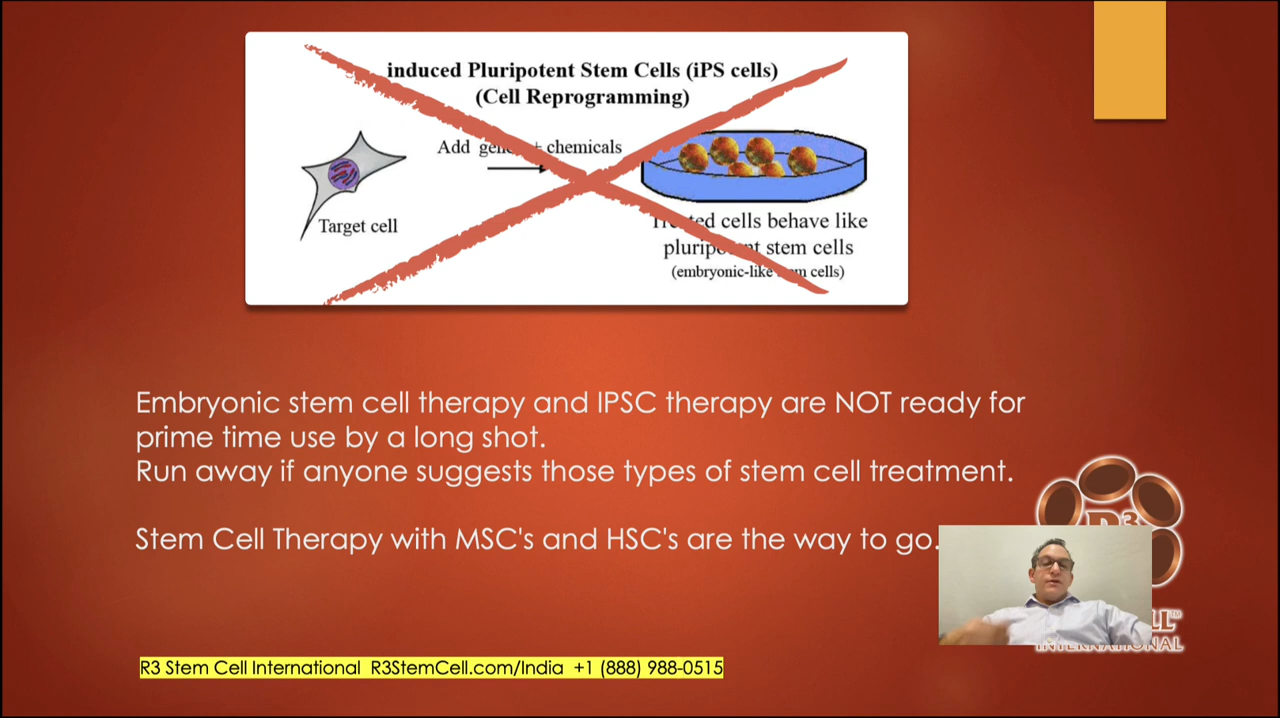 induced Pluripotent Stem Cells (iPS cells)
(Cell Reprogramming)
Add chemicals
Target cell
cells behave like
stem cells
(embryonic-like cells)
Embryonic stem cell therapy and IPSC therapy are NOT ready for
prime time use by a long shot.
Run away if anyone suggests those types of stem cell treatment.
Stem Cell Therapy with MSC's and HSC's are the way to go.
R3
INTERNATIONAL
R3 Stem Cell International R3StemCell.com/India +1 (888) 988-0515